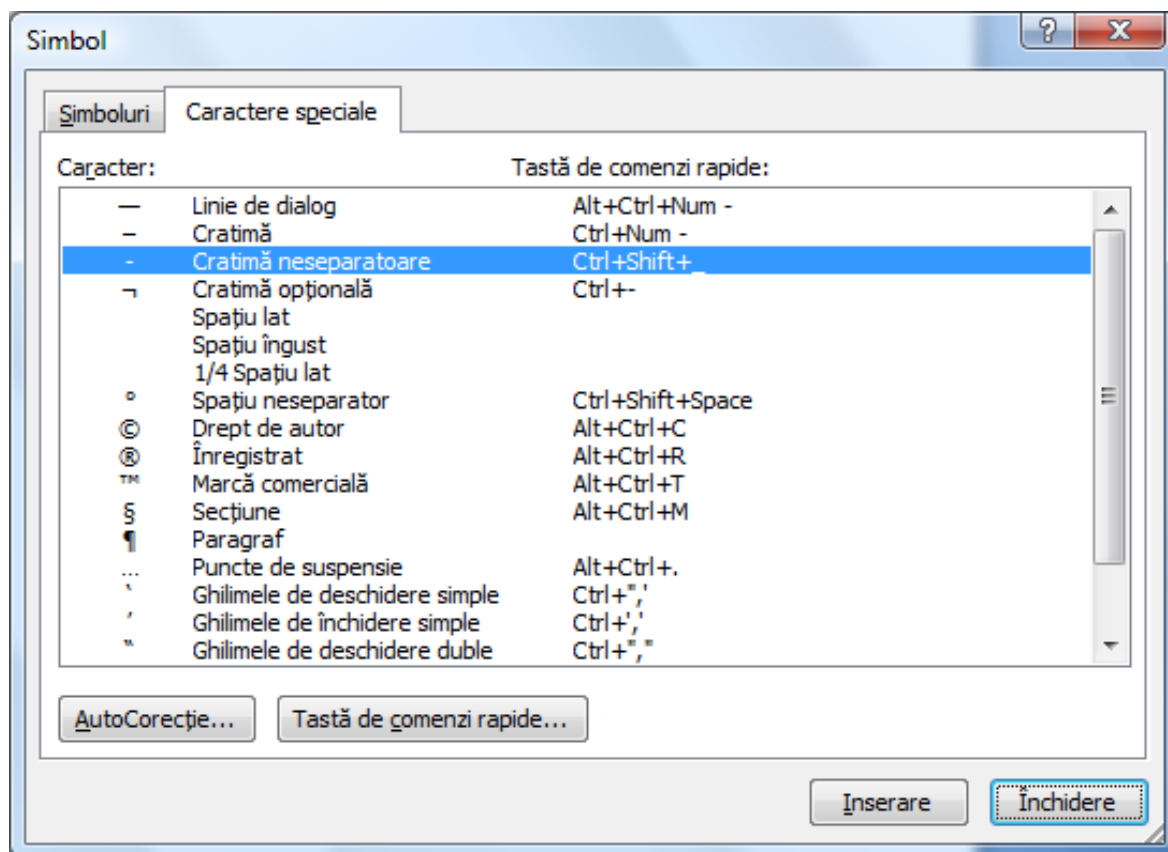 Simbol
Simboluri Caractere speciale
Caracter: Tastă de comenzi rapide:
— Linie de dialog Alt+Ctrl+Num -
– Cratimă Ctrl+Num -
- Cratimă neseparatoare Ctrl+Shift+_
¬ Cratimă opțională Ctrl+-
Spațiu lat
Spațiu îngust
1/4 Spațiu lat
° Spațiu neseparator Ctrl+Shift+Space
© Drept de autor Alt+Ctrl+C
® Înregistrat Alt+Ctrl+R
™ Marcă comercială Alt+Ctrl+T
§ Secțiune Alt+Ctrl+M
¶ Paragraf
… Puncte de suspensie Alt+Ctrl+.
‛ Ghilimele de deschidere simple Ctrl+",'
′ Ghilimele de închidere simple Ctrl+','
‟ Ghilimele de deschidere duble Ctrl+","
AutoCorecție... Tastă de comenzi rapide...
Inserare Închidere